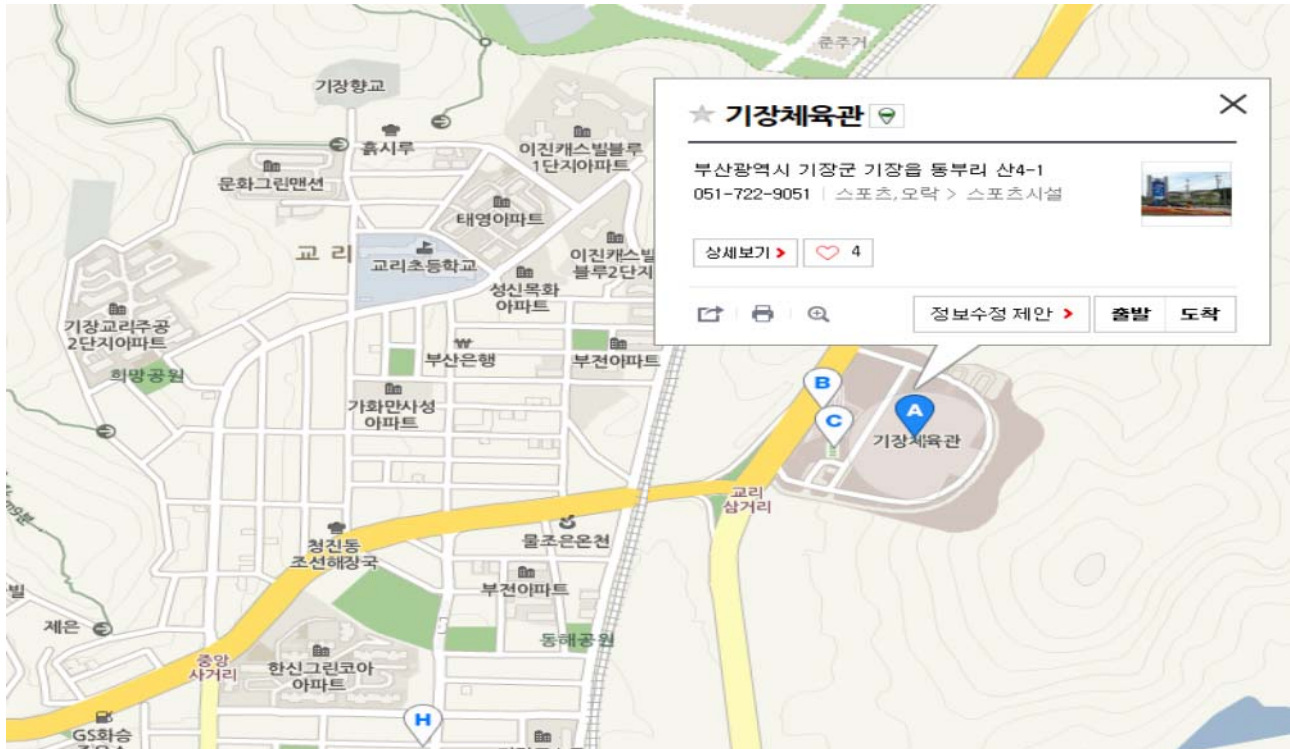 준주거
기장향교
흙시루
이진캐스빌블루
1단지아파트
문화그린맨션
태영아파트
교 리
교리초등학교
이진캐스빌
블루2단지
성신목화
아파트
기장교리주공
2단지아파트
희망공원
부산은행
부전아파트
가화만사성
아파트
기장체육관
부산광역시 기장군 기장읍 동부리 산4-1
051-722-9051 | 스포츠,오락 > 스포츠시설
상세보기 >
4
정보수정 제안 >
출발
도착
B
C
A
기장체육관
교리
삼거리
청진동
조선해장국
물조은온천
부전아파트
제은
동해공원
중앙
사거리
한신그린코아
아파트
H
GS화승